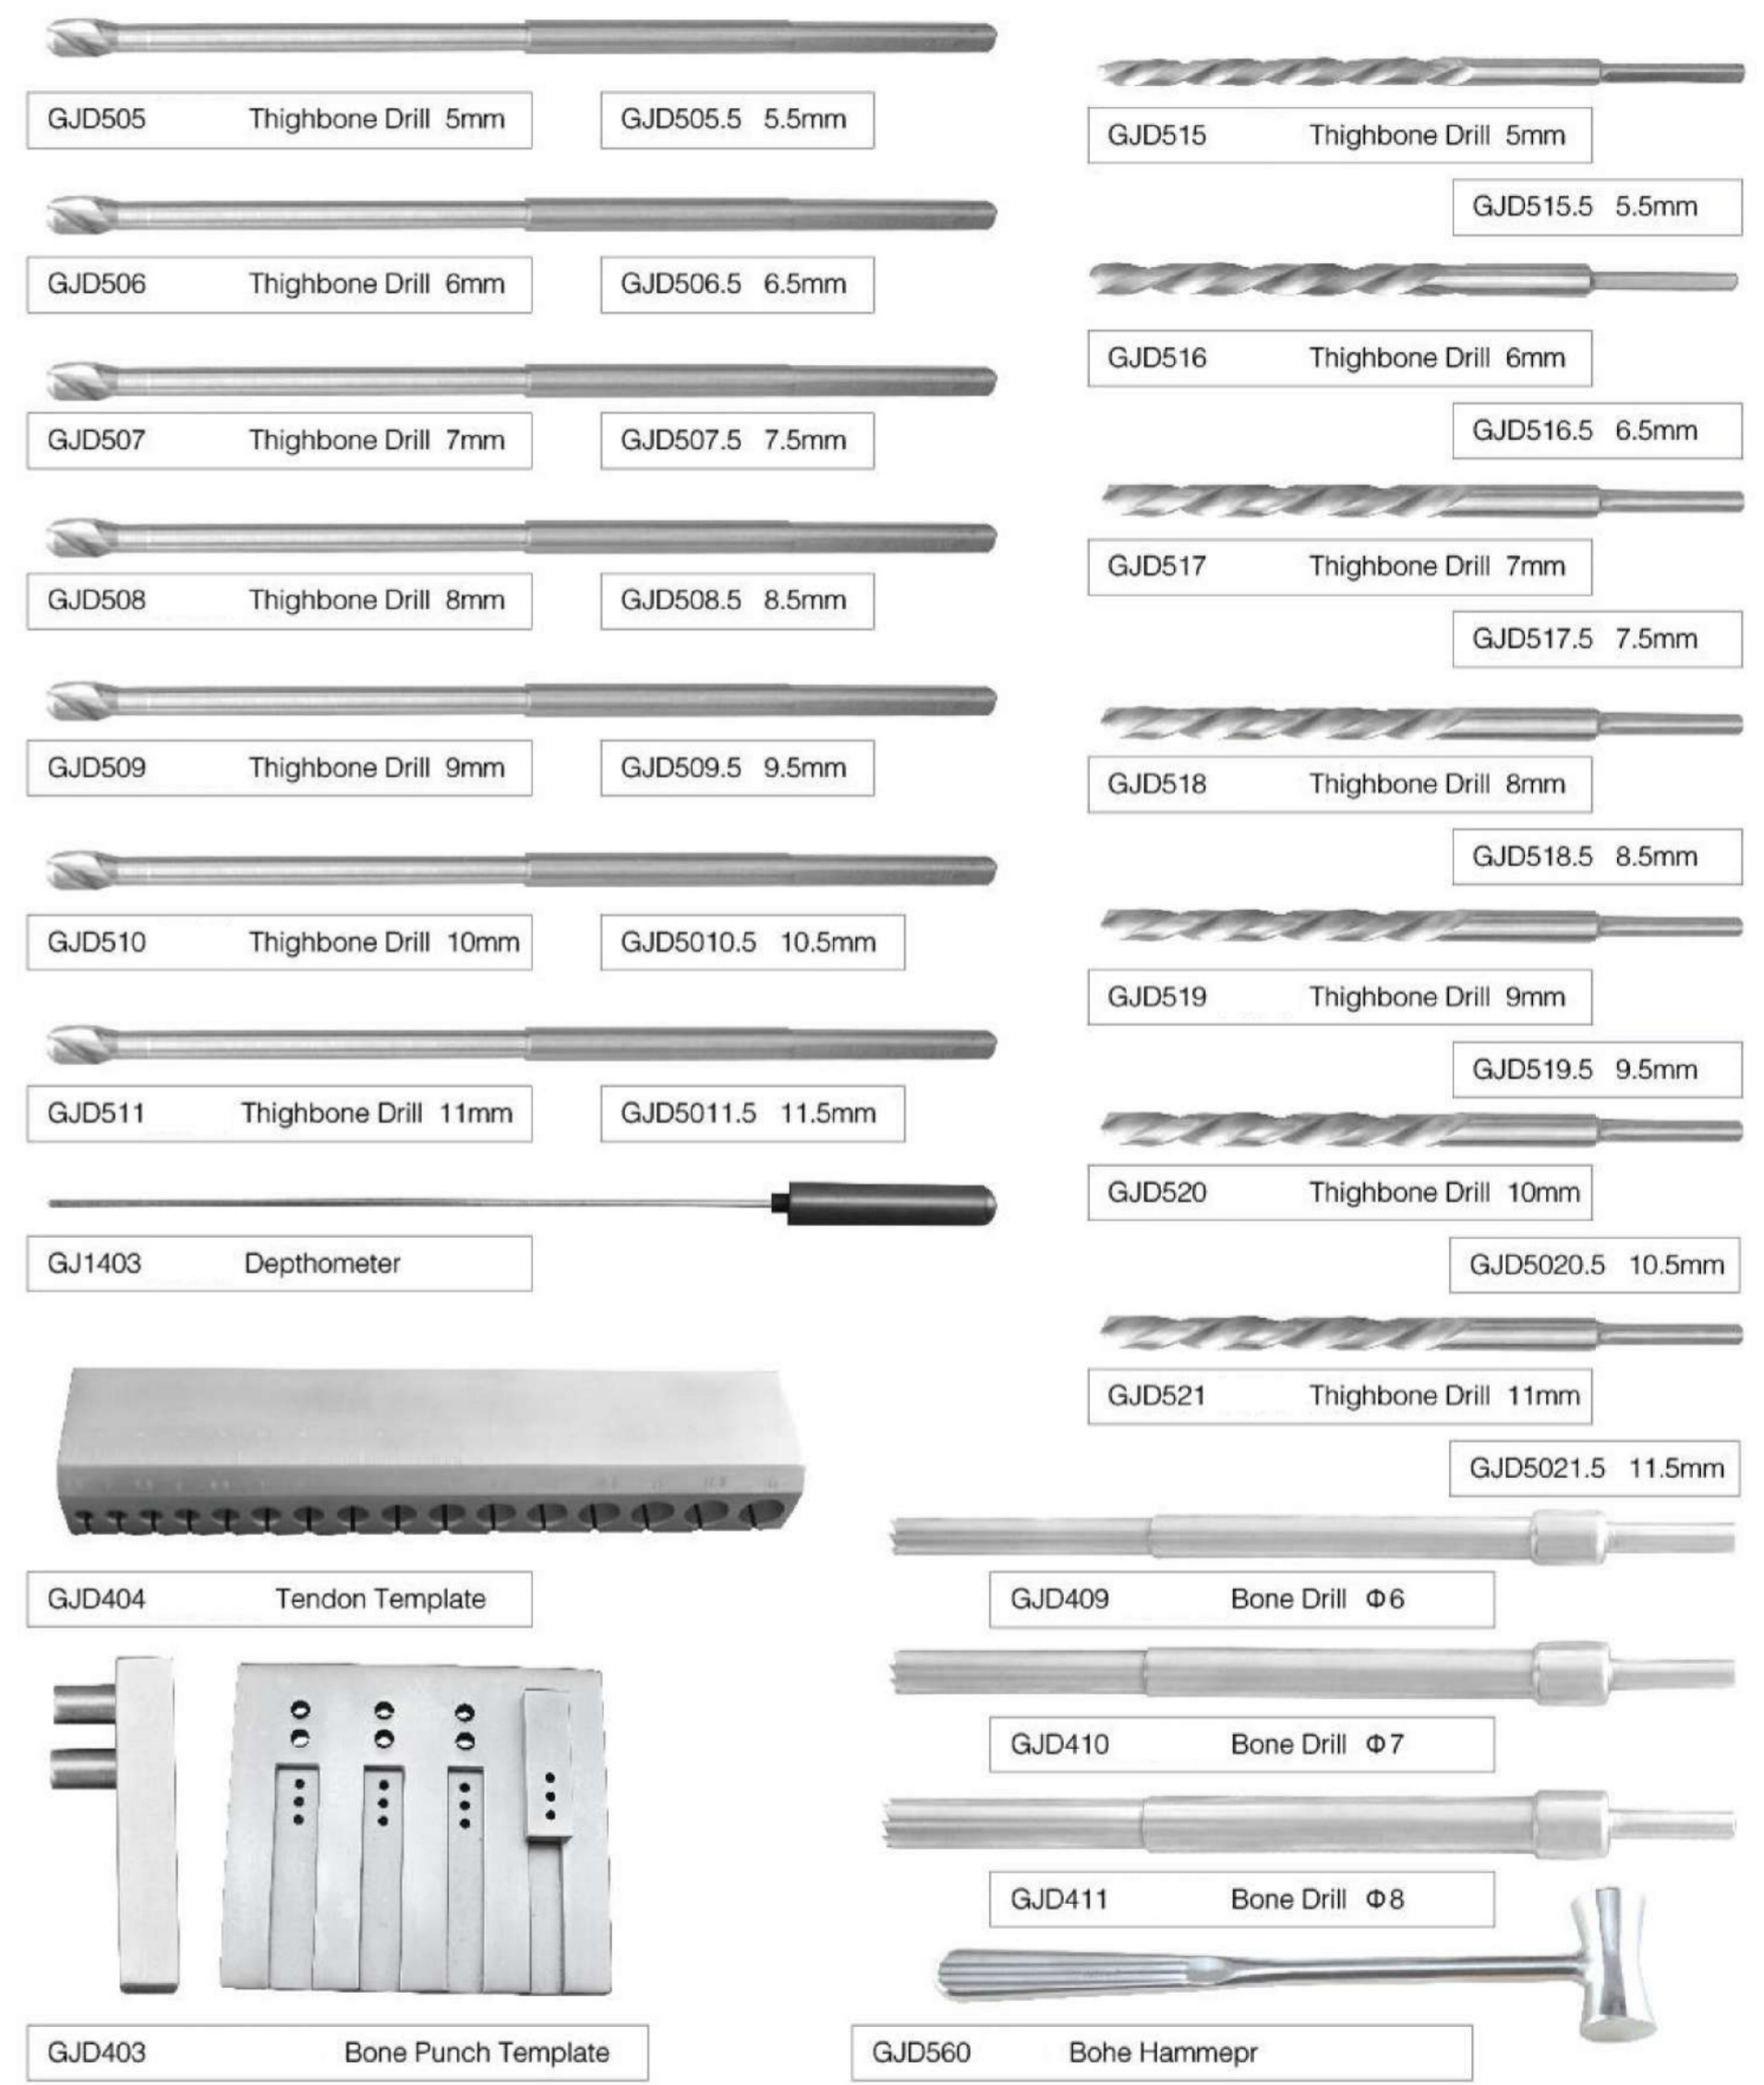 GJD505 Thighbone Drill 5mm
GJD505.5 5.5mm
GJD506 Thighbone Drill 6mm
GJD506.5 6.5mm
GJD507 Thighbone Drill 7mm
GJD507.5 7.5mm
GJD508 Thighbone Drill 8mm
GJD508.5 8.5mm
GJD509 Thighbone Drill 9mm
GJD509.5 9.5mm
GJD510 Thighbone Drill 10mm
GJD5010.5 10.5mm
GJD511 Thighbone Drill 11mm
GJD5011.5 11.5mm
GJ1403 Depthometer
GJD404 Tendon Template
GJD403 Bone Punch Template
GJD515 Thighbone Drill 5mm
GJD515.5 5.5mm
GJD516 Thighbone Drill 6mm
GJD516.5 6.5mm
GJD517 Thighbone Drill 7mm
GJD517.5 7.5mm
GJD518 Thighbone Drill 8mm
GJD518.5 8.5mm
GJD519 Thighbone Drill 9mm
GJD519.5 9.5mm
GJD520 Thighbone Drill 10mm
GJD5020.5 10.5mm
GJD521 Thighbone Drill 11mm
GJD5021.5 11.5mm
GJD409 Bone Drill Φ6
GJD410 Bone Drill Φ7
GJD411 Bone Drill Φ8
GJD560 Bohe Hammepr